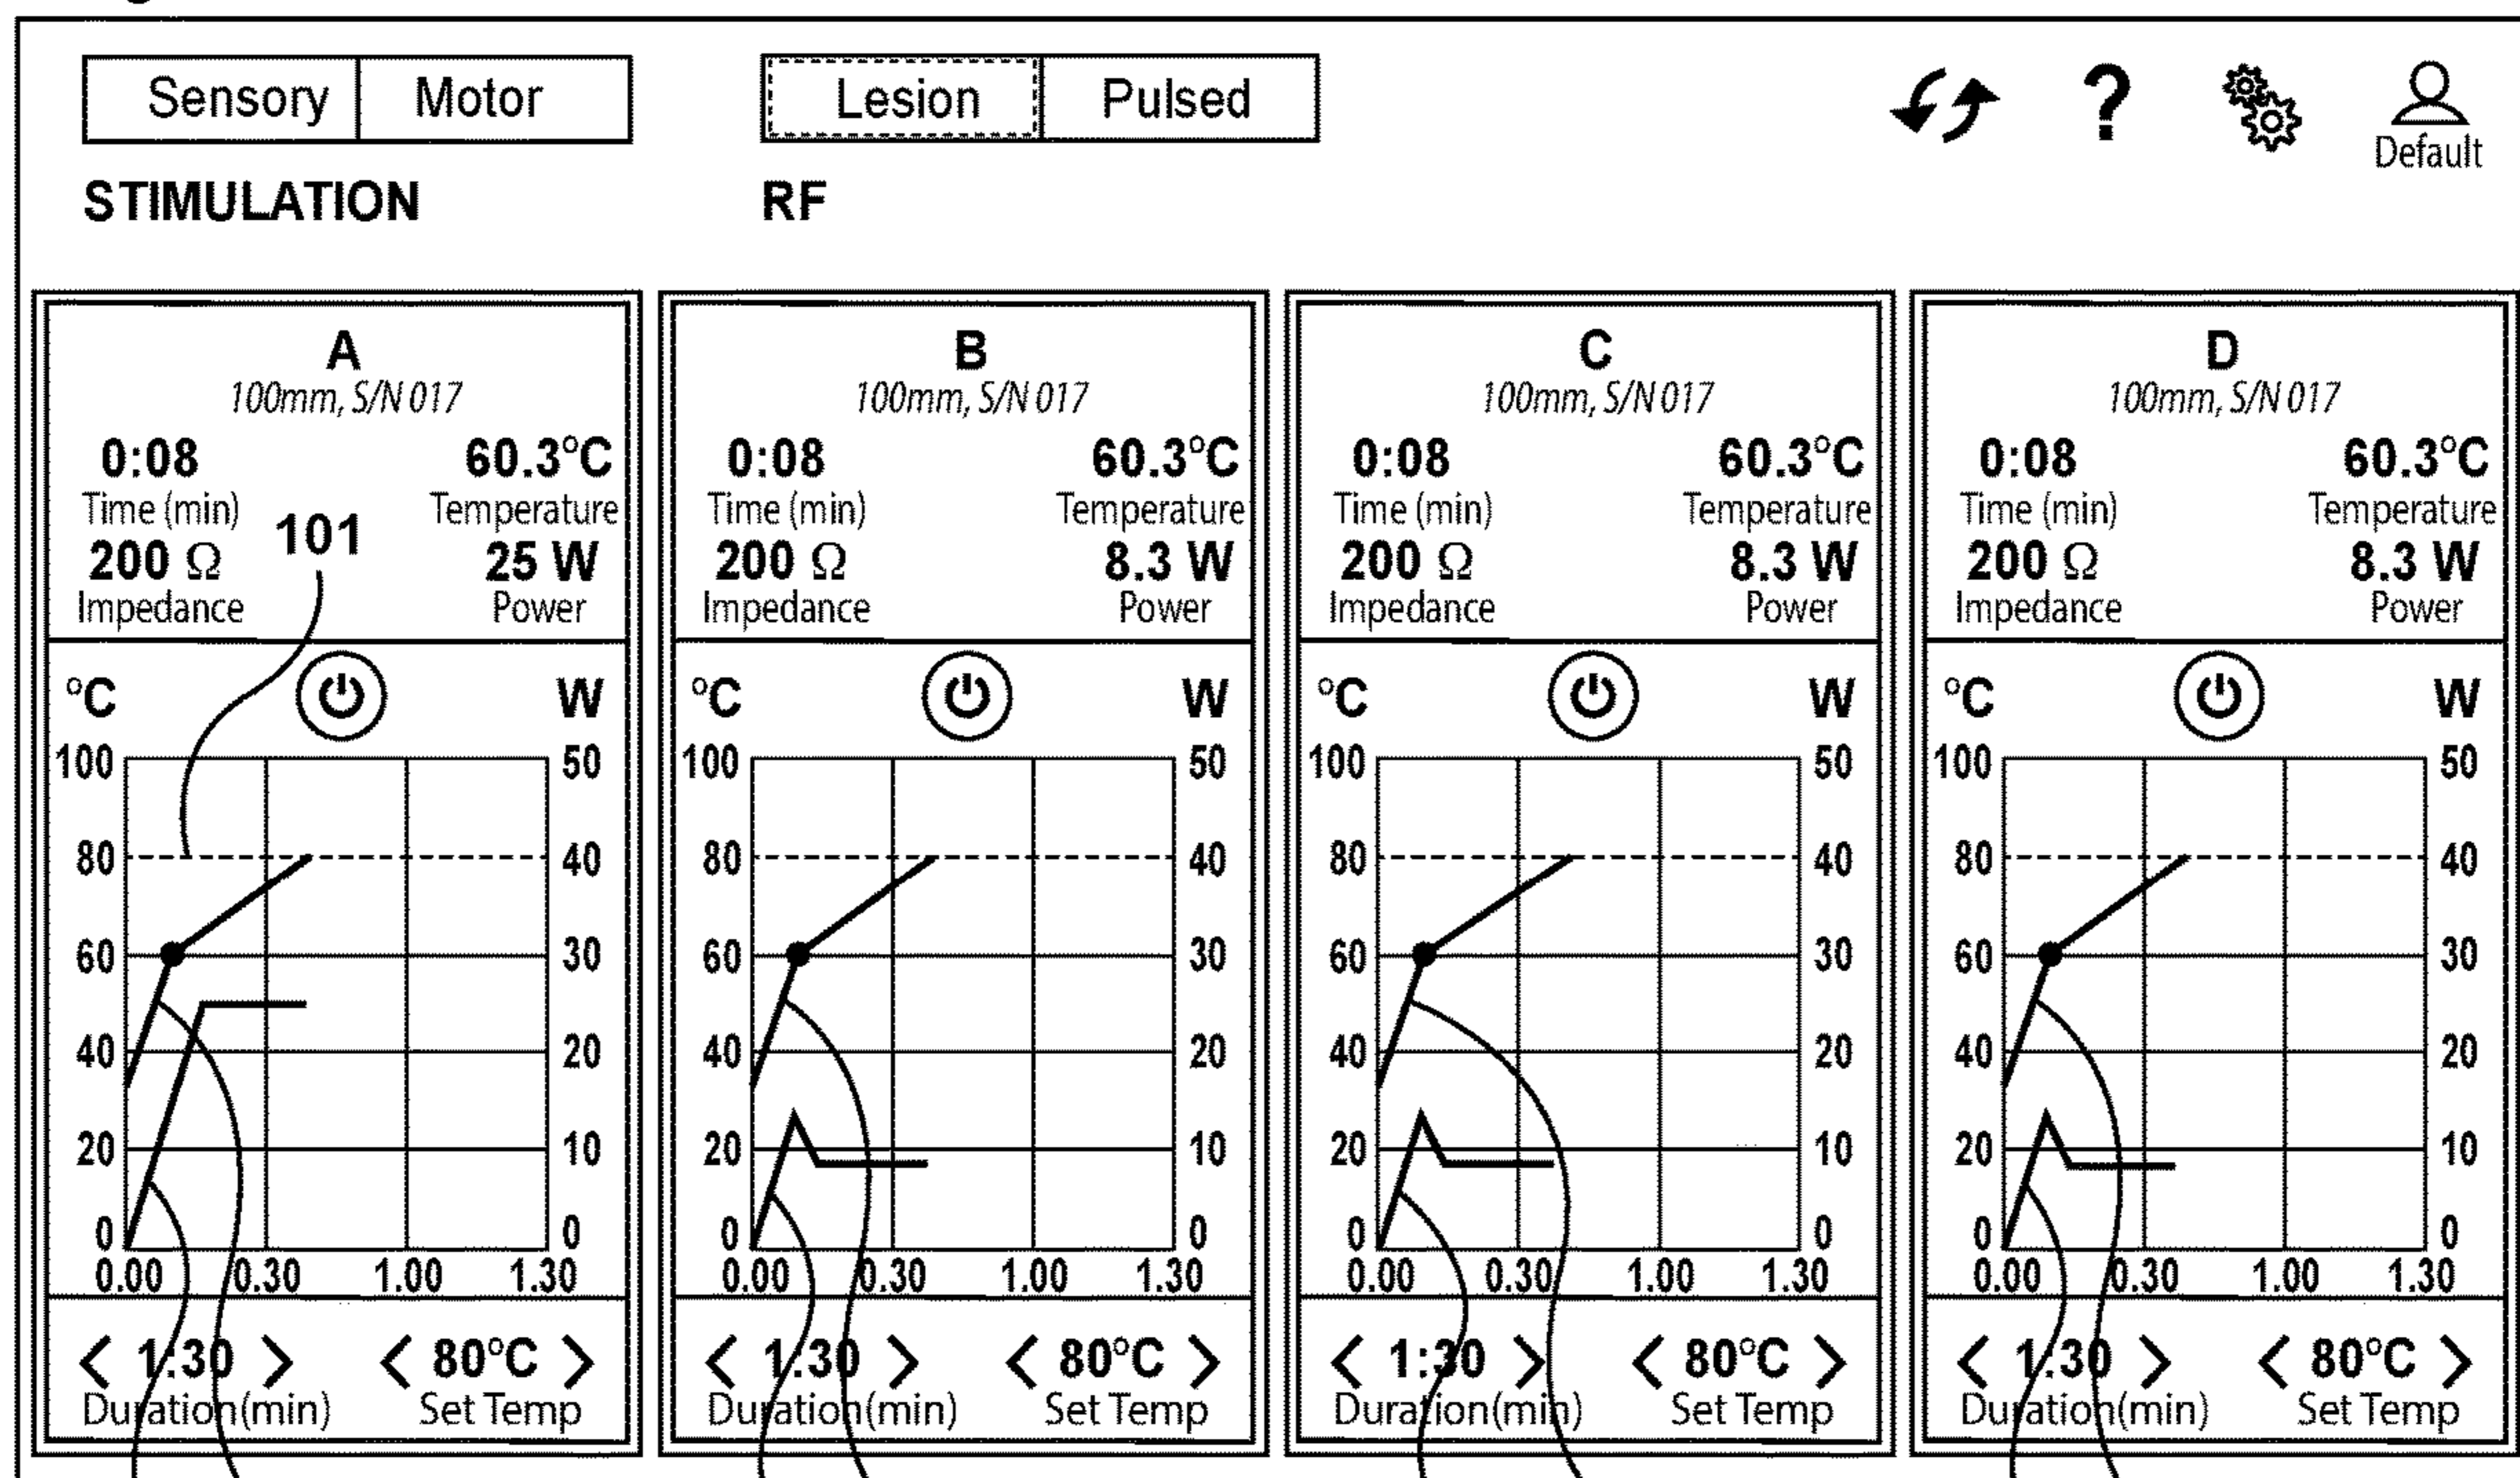 Sensory Motor Lesion Pulsed
Default
STIMULATION RF
A
100mm, S/N 017
0:08 60.3°C
Time (min) Temperature
101
200 Ω 25 W
Impedance Power
°C W
100 50
80 40
60 30
40 20
20 10
0 0
0.00 0.30 1.00 1.30
1:30 80°C
Duration(min) Set Temp
B
100mm, S/N 017
0:08 60.3°C
Time (min) Temperature
200 Ω 8.3 W
Impedance Power
°C W
100 50
80 40
60 30
40 20
20 10
0 0
0.00 0.30 1.00 1.30
1:30 80°C
Duration(min) Set Temp
C
100mm, S/N 017
0:08 60.3°C
Time (min) Temperature
200 Ω 8.3 W
Impedance Power
°C W
100 50
80 40
60 30
40 20
20 10
0 0
0.00 0.30 1.00 1.30
1:30 80°C
Duration(min) Set Temp
D
100mm, S/N 017
0:08 60.3°C
Time (min) Temperature
200 Ω 8.3 W
Impedance Power
°C W
100 50
80 40
60 30
40 20
20 10
0 0
0.00 0.30 1.00 1.30
1:30 80°C
Duration(min) Set Temp